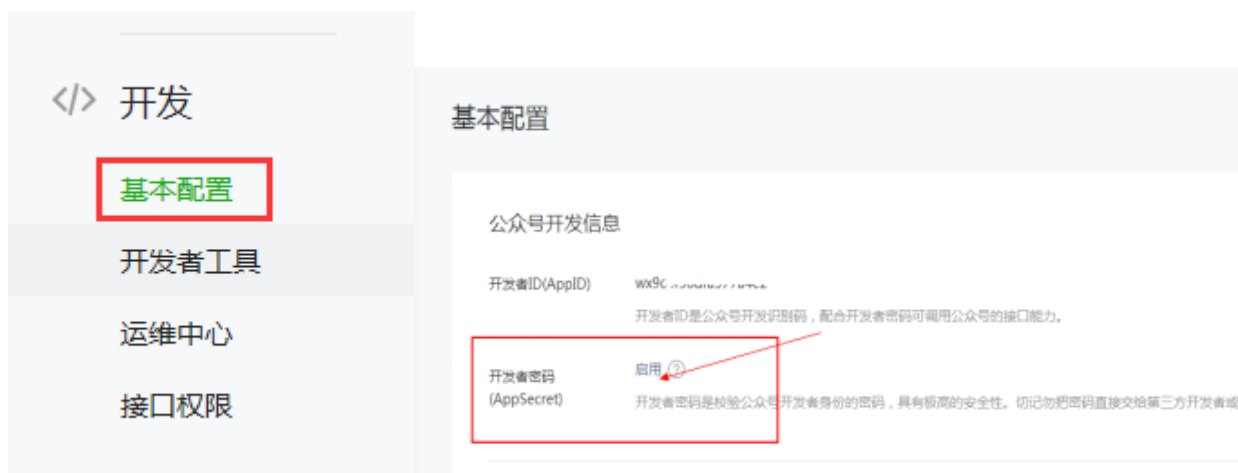 </> 开发
基本配置
开发者工具
运维中心
接口权限
基本配置
公众号开发信息
开发者ID(AppID)
wx9c
开发者ID是公众号开发识别码，配合开发者密码可调用公众号的接口能力。
开发者密码
(AppSecret)
启用 ?
开发者密码是校验公众号开发者身份的密码，具有极高的安全性。切记勿把密码直接交给第三方开发者或